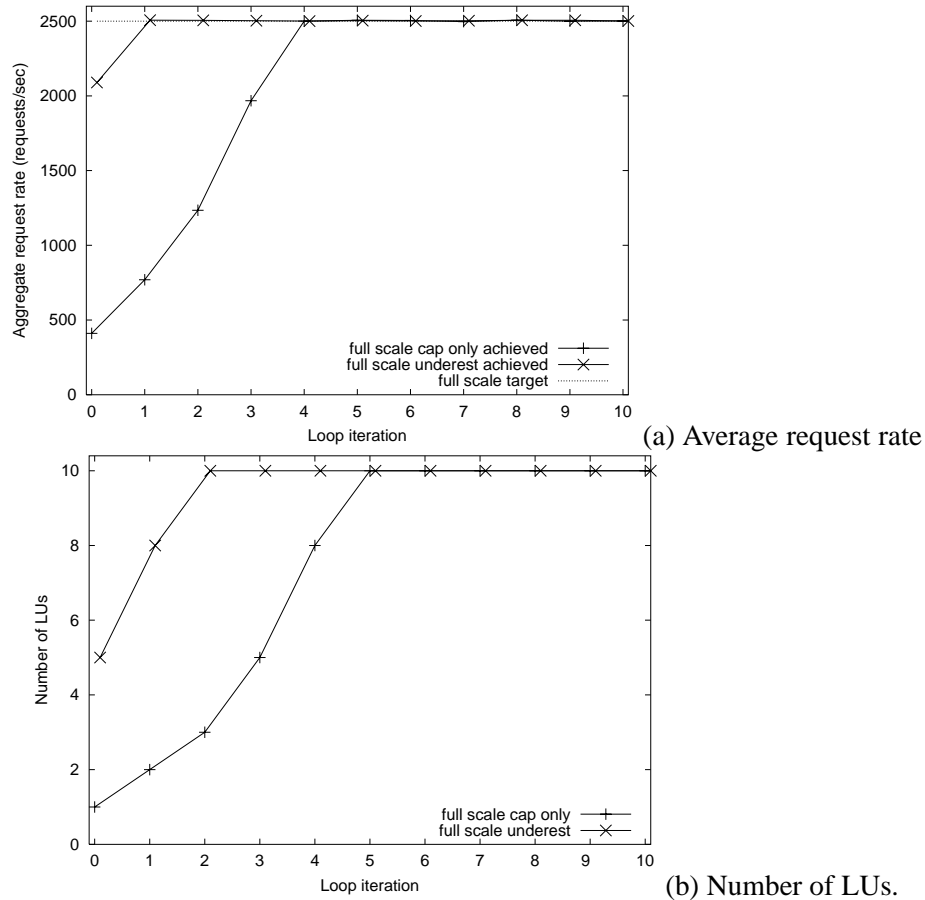 2500
2000
1500
1000
500
0
Aggregate request rate (requests/sec)
full scale cap only achieved
full scale underest achieved
full scale target
0 1 2 3 4 5 6 7 8 9 10
Loop iteration
(a) Average request rate
10
8
6
4
2
0
Number of LUs
full scale cap only
full scale underest
0 1 2 3 4 5 6 7 8 9 10
Loop iteration
(b) Number of LUs.